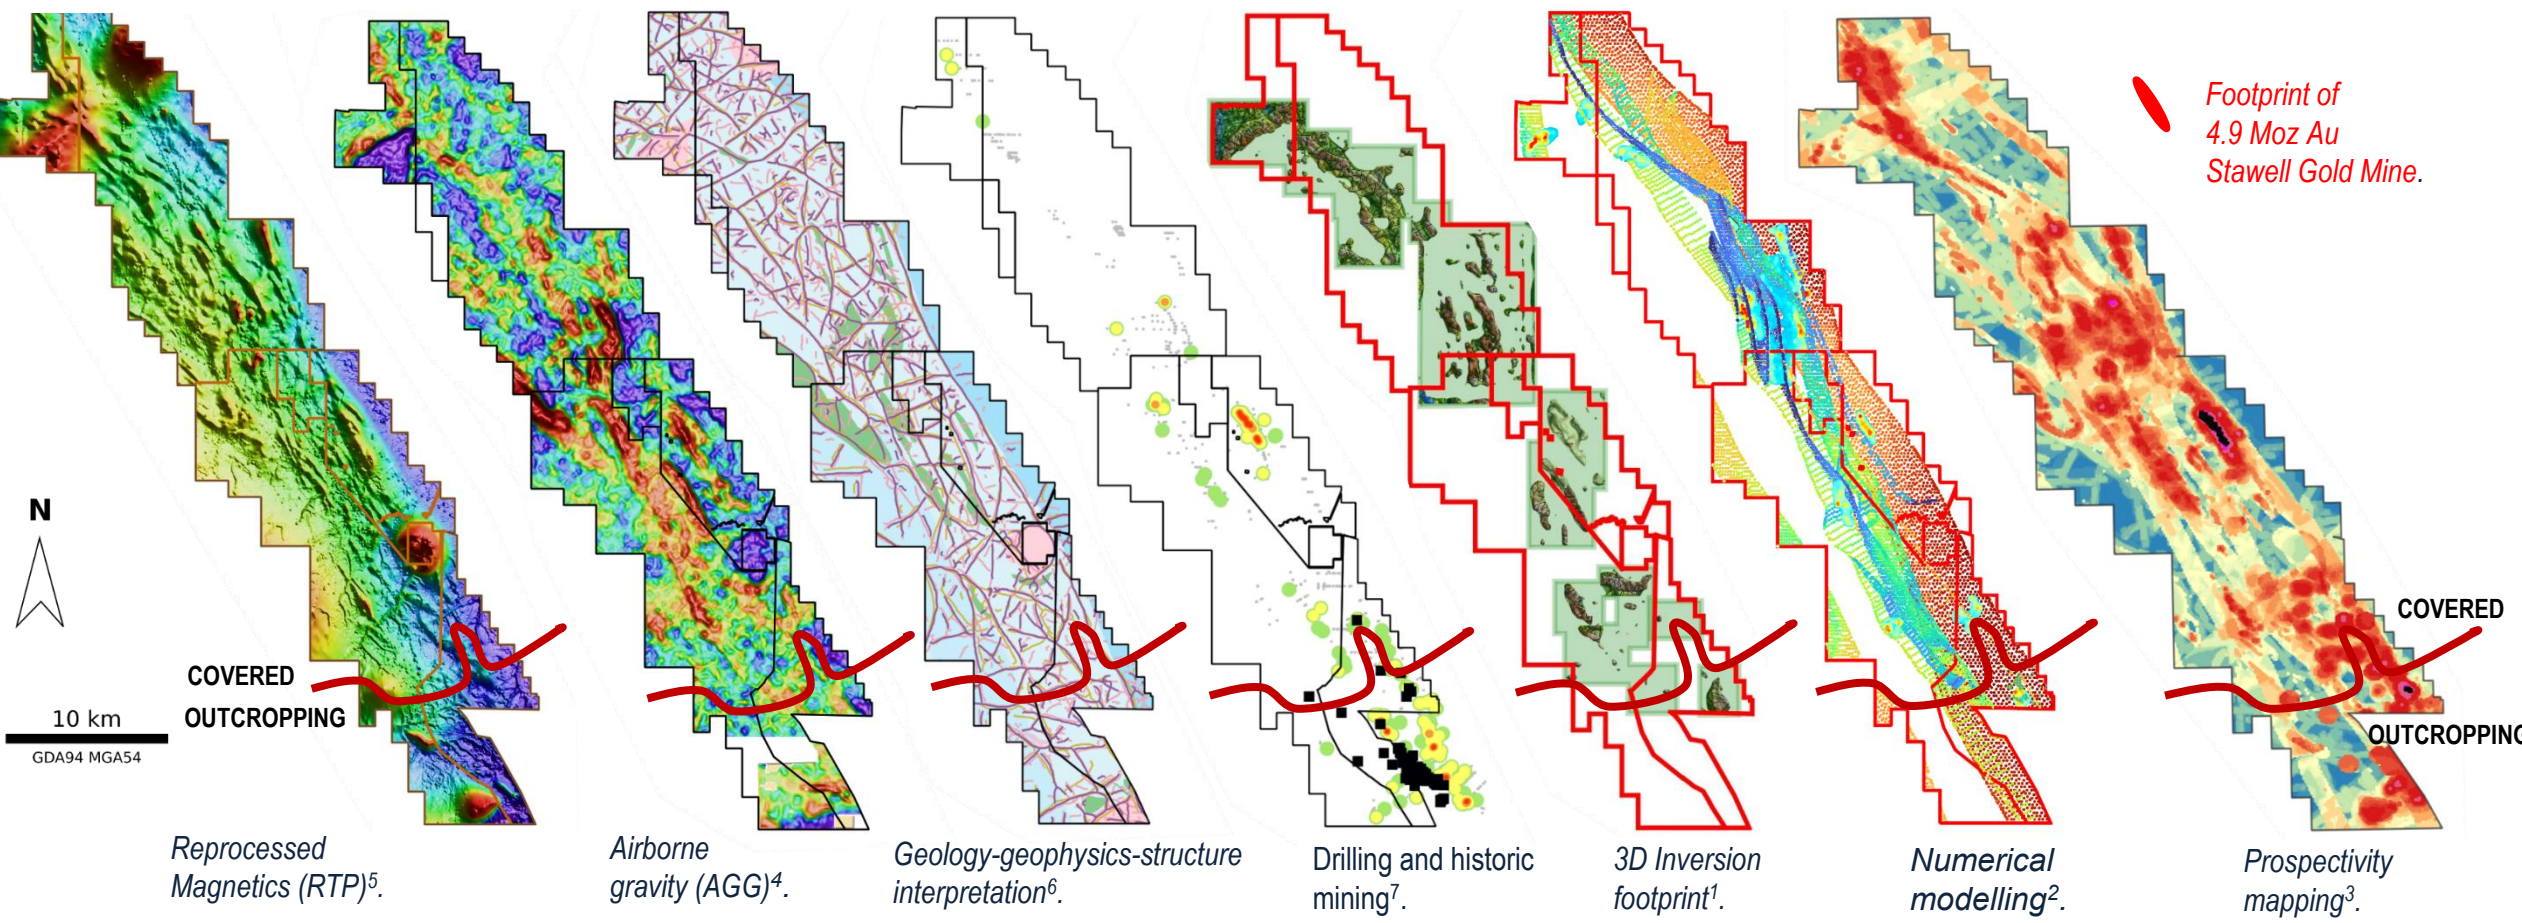 Footprint of
4.9 Moz Au
Stawell Gold Mine.
N
COVERED
OUTCROPPING
10 km
GDA94 MGA54
COVERED
OUTCROPPING
Reprocessed
Magnetics (RTP)⁵.
Airborne
gravity (AGG)⁴.
Geology-geophysics-structure
interpretation⁶.
Drilling and historic
mining⁷.
3D Inversion
footprint¹.
Numerical
modelling².
Prospectivity
mapping³.